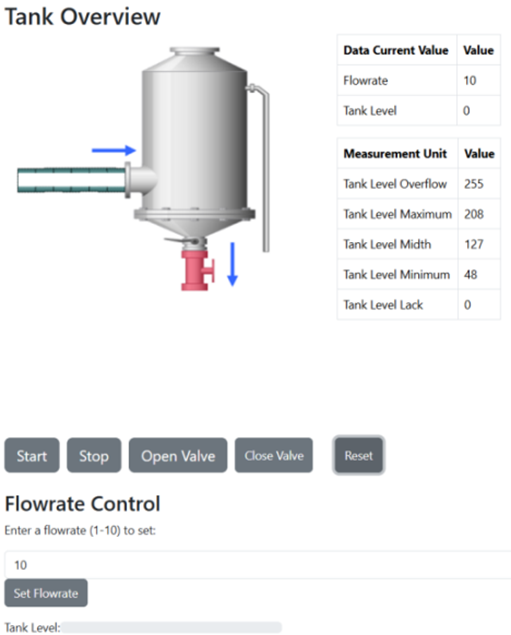 Tank Overview
Data Current Value Value
Flowrate 10
Tank Level 0
Measurement Unit Value
Tank Level Overflow 255
Tank Level Maximum 208
Tank Level Midth 127
Tank Level Minimum 48
Tank Level Lack 0
Start Stop Open Valve Close Valve Reset
Flowrate Control
Enter a flowrate (1-10) to set:
10
Set Flowrate
Tank Level: